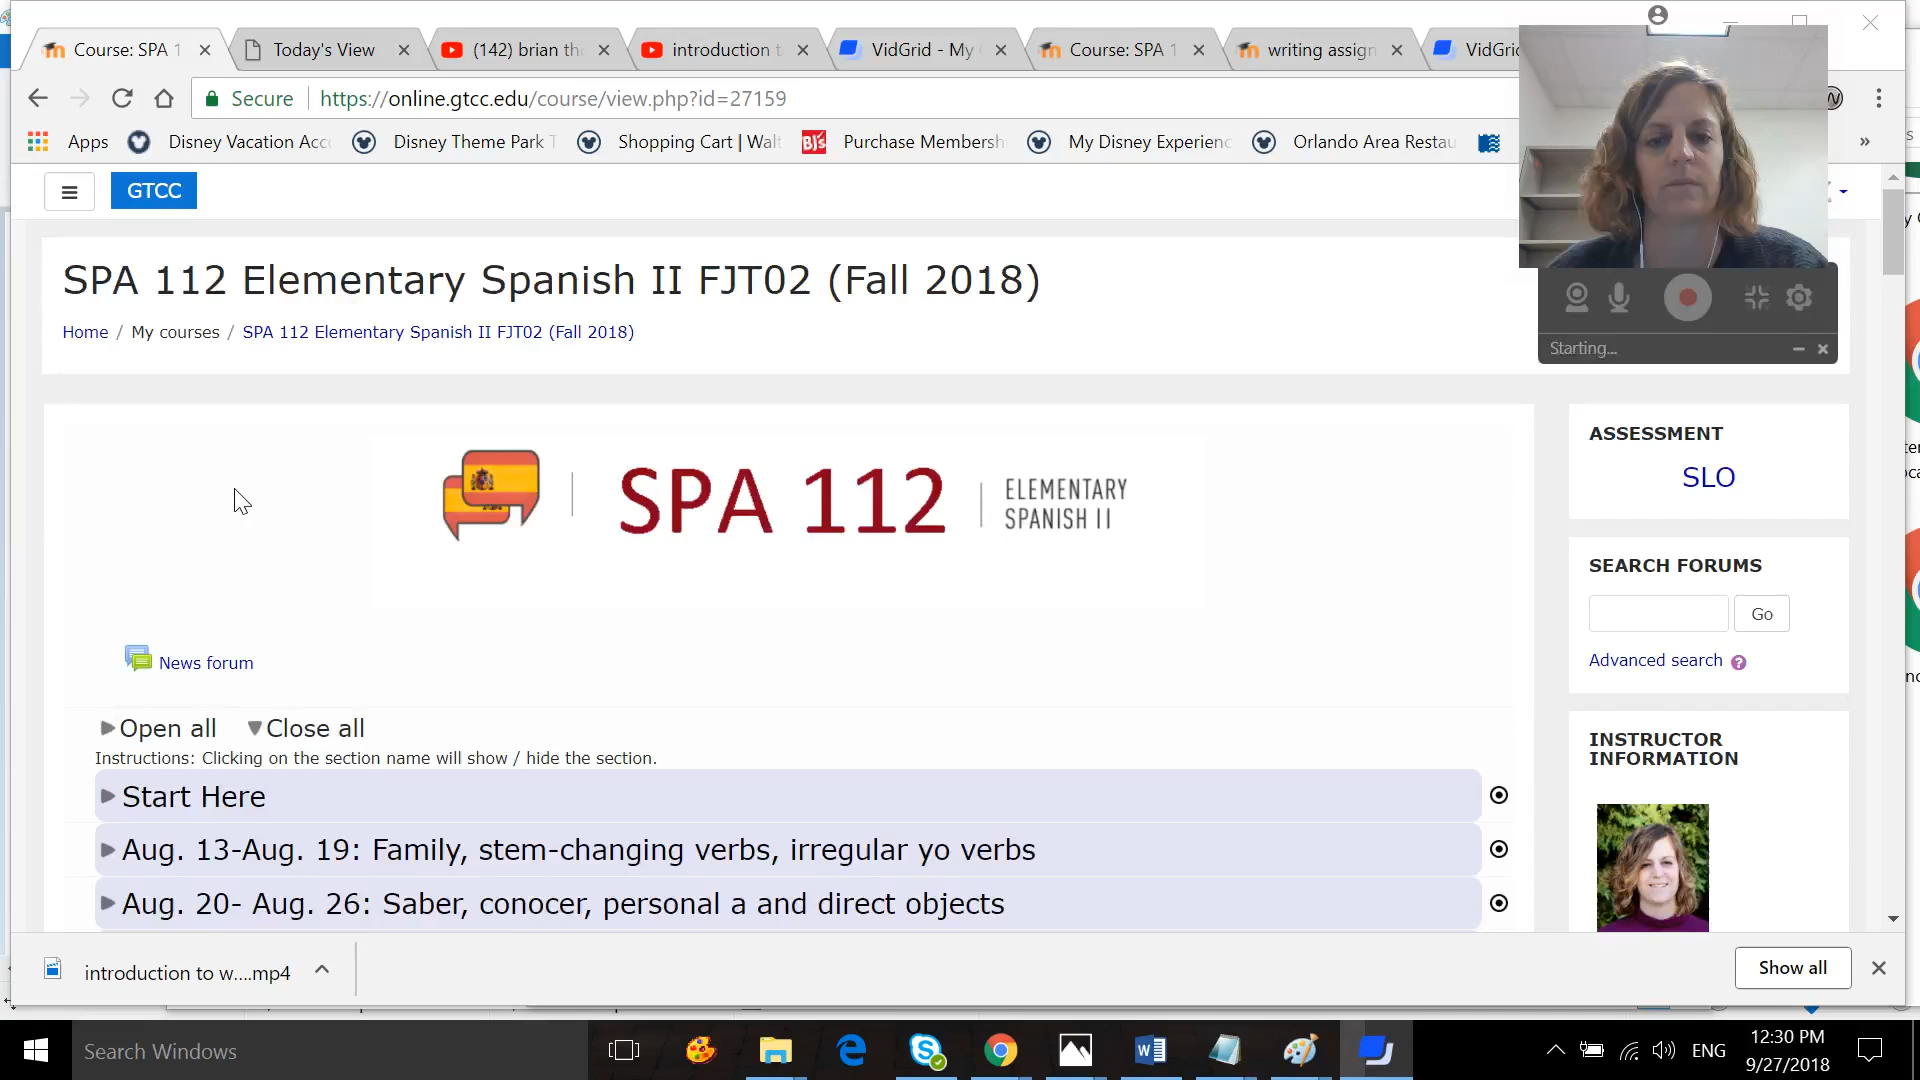 Course: SPA 1
Today's View
(142) brian th
introduction t
VidGrid - My
Course: SPA 1
writing assign
VidGri
Secure
https://online.gtcc.edu/course/view.php?id=27159
Apps
Disney Vacation Acc
Disney Theme Park T
Shopping Cart | Walt
BJ's
Purchase Membersh
My Disney Experienc
Orlando Area Restau
»
GTCC
SPA 112 Elementary Spanish II FJT02 (Fall 2018)
Home / My courses / SPA 112 Elementary Spanish II FJT02 (Fall 2018)
Starting...
SPA 112
ELEMENTARY
SPANISH II
News forum
Open all Close all
Instructions: Clicking on the section name will show / hide the section.
Start Here
Aug. 13-Aug. 19: Family, stem-changing verbs, irregular yo verbs
Aug. 20- Aug. 26: Saber, conocer, personal a and direct objects
ASSESSMENT
SLO
SEARCH FORUMS
Go
Advanced search ?
INSTRUCTOR
INFORMATION
introduction to w....mp4
Show all
Search Windows
ENG
12:30 PM
9/27/2018